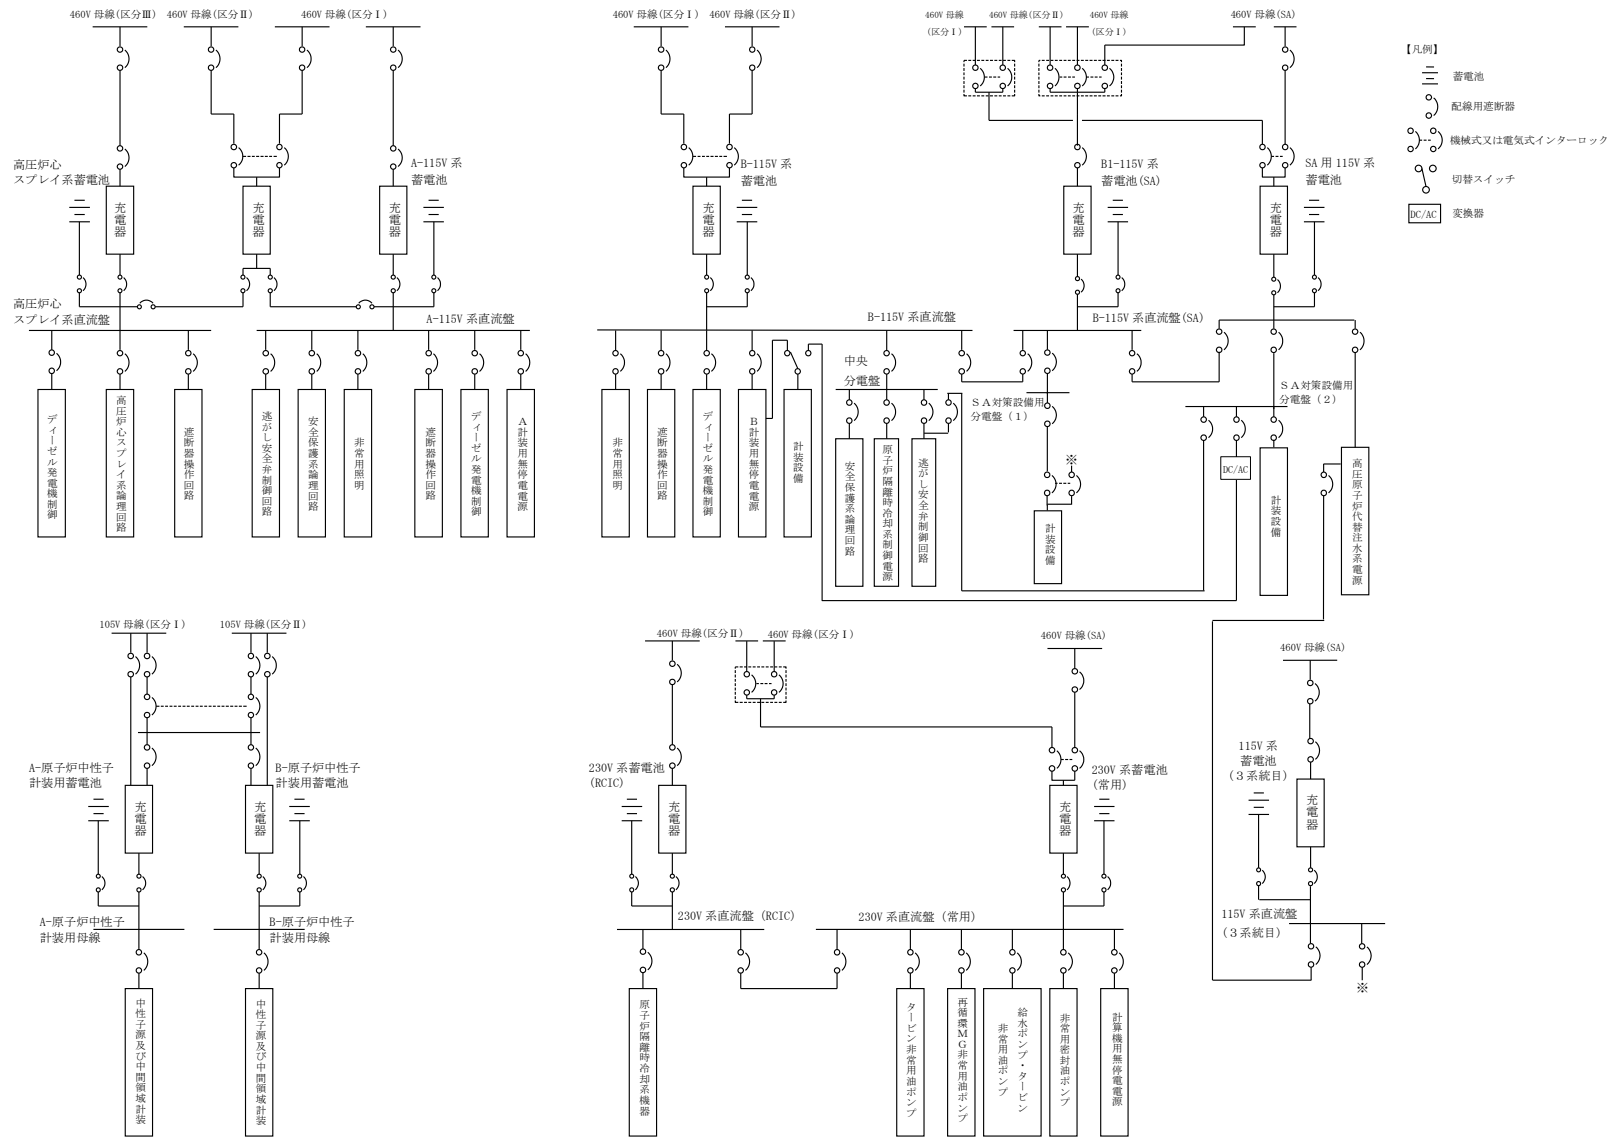 460V 母線(区分Ⅲ)
460V 母線(区分Ⅱ)
460V 母線(区分Ⅰ)
高圧炉心
スプレイ系蓄電池
A-115V 系
蓄電池
充電器
充電器
充電器
高圧炉心
スプレイ系直流盤
A-115V 系直流盤
ディーゼル発電機制御
高圧炉心スプレイ系論理回路
遮断器操作回路
逃がし安全弁制御回路
安全保護系論理回路
非常用照明
遮断器操作回路
ディーゼル発電機制御
A計装用無停電電源
460V 母線(区分Ⅰ)
460V 母線(区分Ⅱ)
B-115V 系
蓄電池
充電器
B-115V 系直流盤
非常用照明
遮断器操作回路
ディーゼル発電機制御
B計装用無停電電源
計装設備
中央
分電盤
安全保護系論理回路
原子炉隔離時冷却系制御電源
逃がし安全弁制御回路
460V 母線
(区分Ⅰ)
460V 母線(区分Ⅱ)
460V 母線
(区分Ⅰ)
460V 母線(SA)
B1-115V 系
蓄電池(SA)
充電器
SA 用 115V 系
蓄電池
充電器
B-115V 系直流盤(SA)
SA対策設備用
分電盤（１）
※
計装設備
SA対策設備用
分電盤（２）
DC/AC
計装設備
高圧原子炉代替注水系電源
【凡例】
蓄電池
配線用遮断器
機械式又は電気式インターロック
切替スイッチ
DC/AC
変換器
105V 母線(区分Ⅰ)
105V 母線(区分Ⅱ)
A-原子炉中性子
計装用蓄電池
充電器
B-原子炉中性子
計装用蓄電池
充電器
A-原子炉中性子
計装用母線
B-原子炉中性子
計装用母線
中性子源及び中間領域計装
中性子源及び中間領域計装
460V 母線(区分Ⅱ)
460V 母線(区分Ⅰ)
460V 母線(SA)
230V 系蓄電池
(RCIC)
充電器
230V 系蓄電池
(常用)
充電器
230V 系直流盤（RCIC）
230V 系直流盤（常用）
原子炉隔離時冷却系機器
タービン非常用油ポンプ
再循環MG非常用油ポンプ
給水ポンプ・タービン
非常用油ポンプ
非常用密封油ポンプ
計算機用無停電電源
460V 母線(SA)
115V 系
蓄電池
(３系統目)
充電器
115V 系直流盤
(３系統目)
※